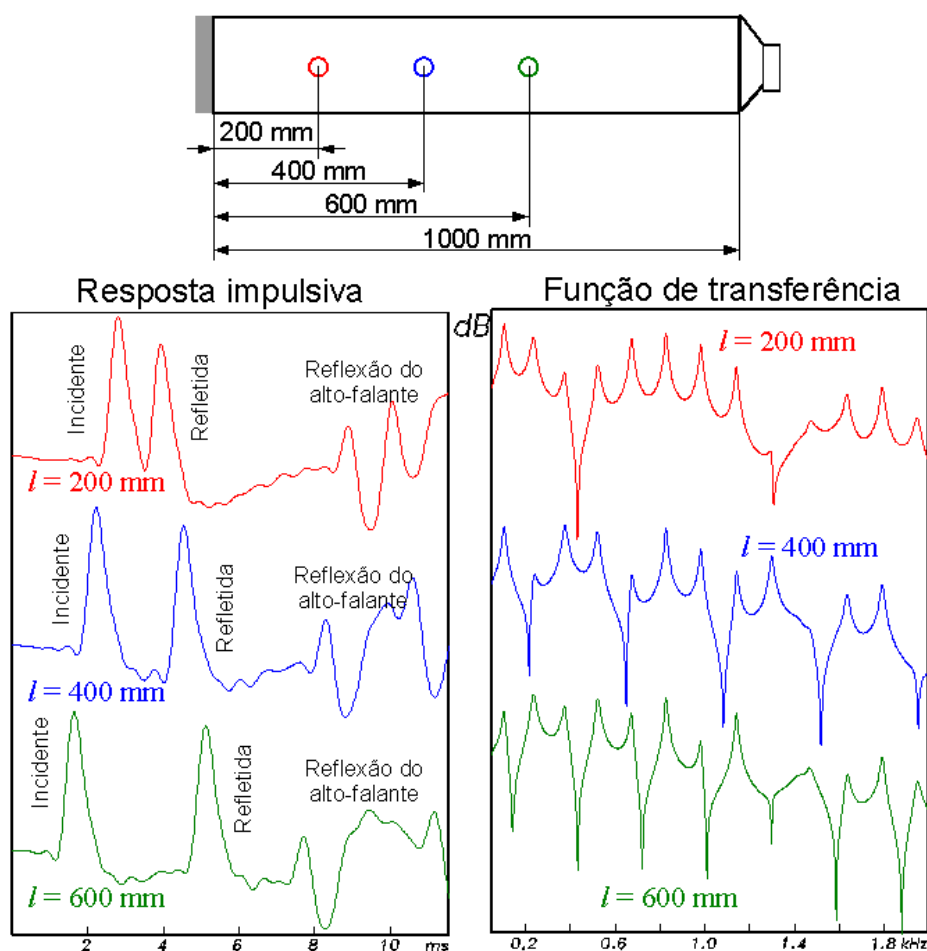 200 mm
400 mm
600 mm
1000 mm
Resposta impulsiva
Incidente
Refletida
Reflexão do
alto-falante
l = 200 mm
Incidente
Refletida
Reflexão do
alto-falante
l = 400 mm
Incidente
Refletida
Reflexão do
alto-falante
l = 600 mm
2 4 6 8 10 ms
Função de transferência
dB
l = 200 mm
l = 400 mm
l = 600 mm
0.2 0.6 1.0 1.4 1.8 kHz